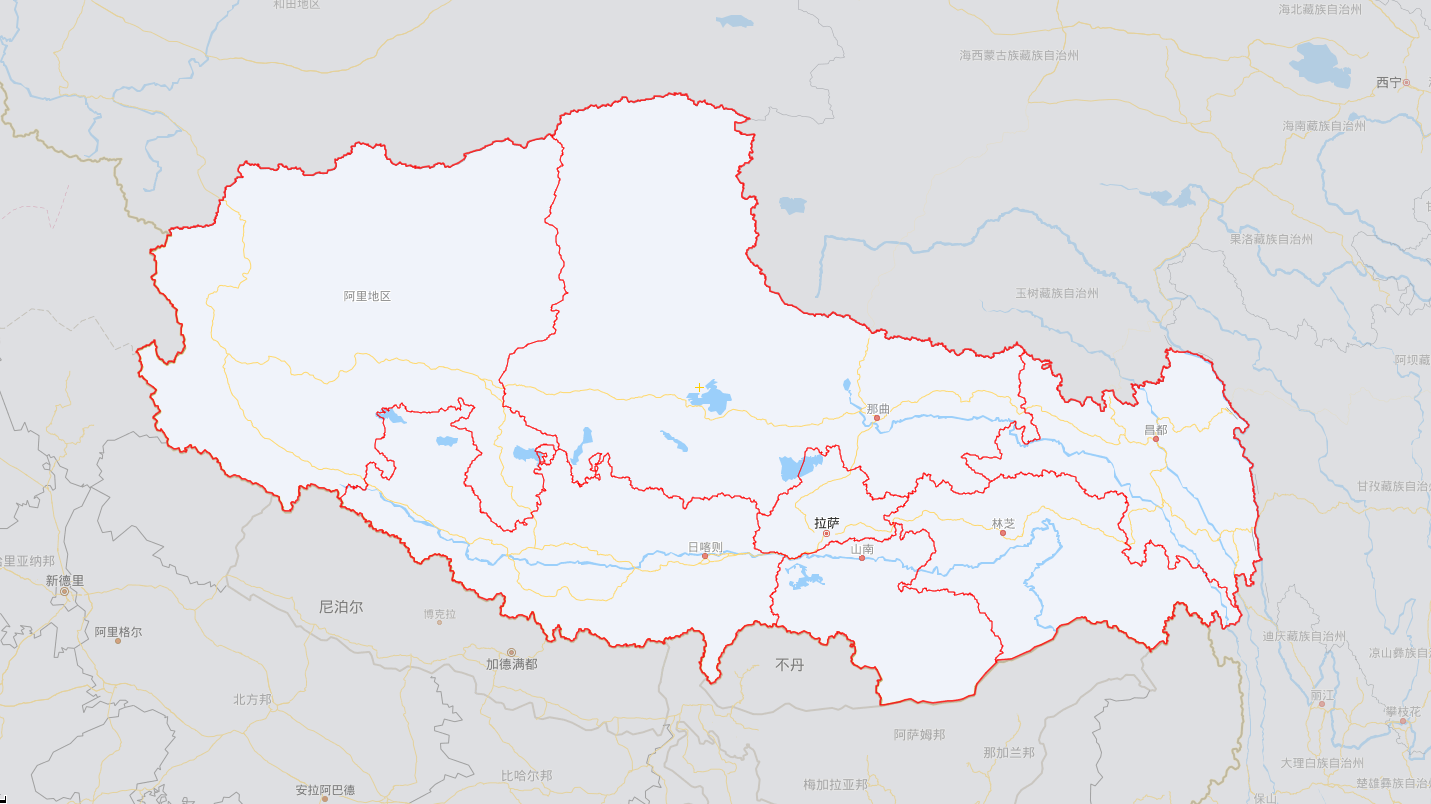 和田地区
海北藏族自治州
海西蒙古族藏族自治州
西宁
海南藏族自治州
果洛藏族自治州
阿里地区
玉树藏族自治州
阿坝藏
那曲
昌都
甘孜藏族自治
拉萨
林芝
日喀则
山南
哈里亚纳邦
新德里
尼泊尔
博克拉
阿里格尔
迪庆藏族自治州
加德满都
不丹
凉山彝族自
北方邦
丽江
攀枝花
阿萨姆邦
那加兰邦
大理白族自治州
比哈尔邦
梅加拉亚邦
楚雄彝族自治
安拉阿巴德
保山